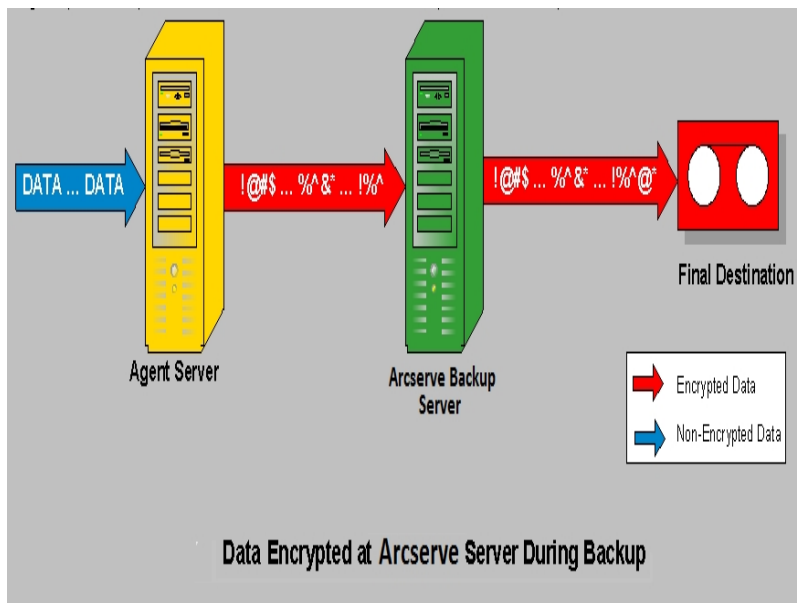 DATA ... DATA
!@#$ ... %^ &* ... !%^
!@#$ ... %^ &* ... !%^@*
Final Destination
Agent Server
Arcserve Backup
Server
Encrypted Data
Non-Encrypted Data
Data Encrypted at Arcserve Server During Backup